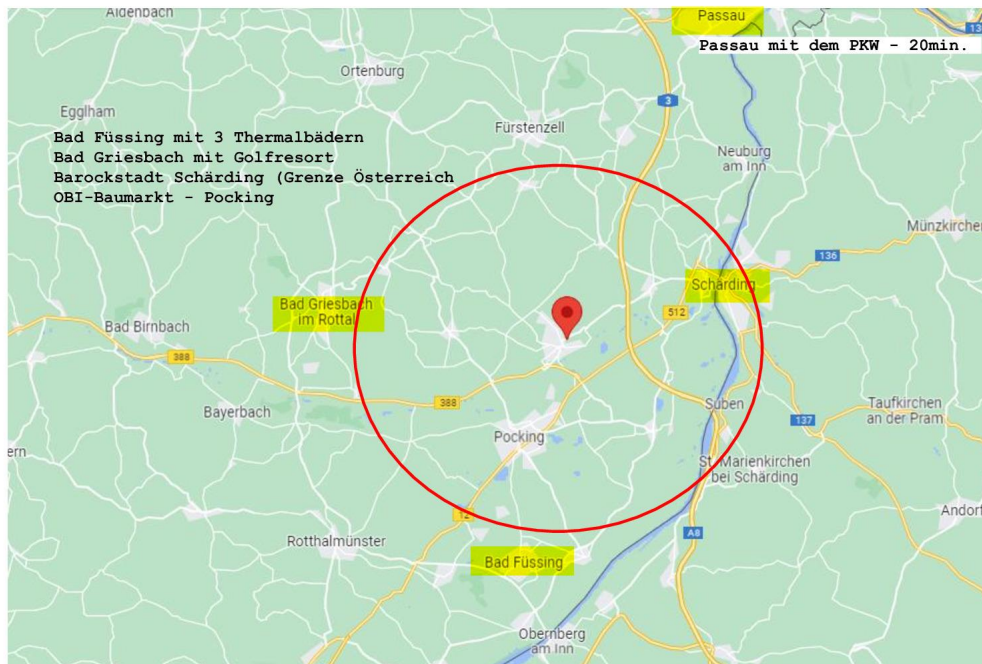 Aidenbach
Passau
Passau mit dem PKW - 20min.
Ortenburg
3
Egglham
Fürstenzell
Bad Füssing mit 3 Thermalbädern
Bad Griesbach mit Golfresort
Barockstadt Schärding (Grenze Österreich
OBI-Baumarkt - Pocking
Neuburg
am Inn
Münzkircher
136
Schärding
Bad Griesbach
im Rottal
512
Bad Birnbach
388
388
Bayerbach
Suben
Taufkirchen
an der Pram
137
Pocking
ern
St. Marienkirchen
bei Schärding
12
Andorf
A8
Rotthalmünster
Bad Füssing
Obernberg
am Inn